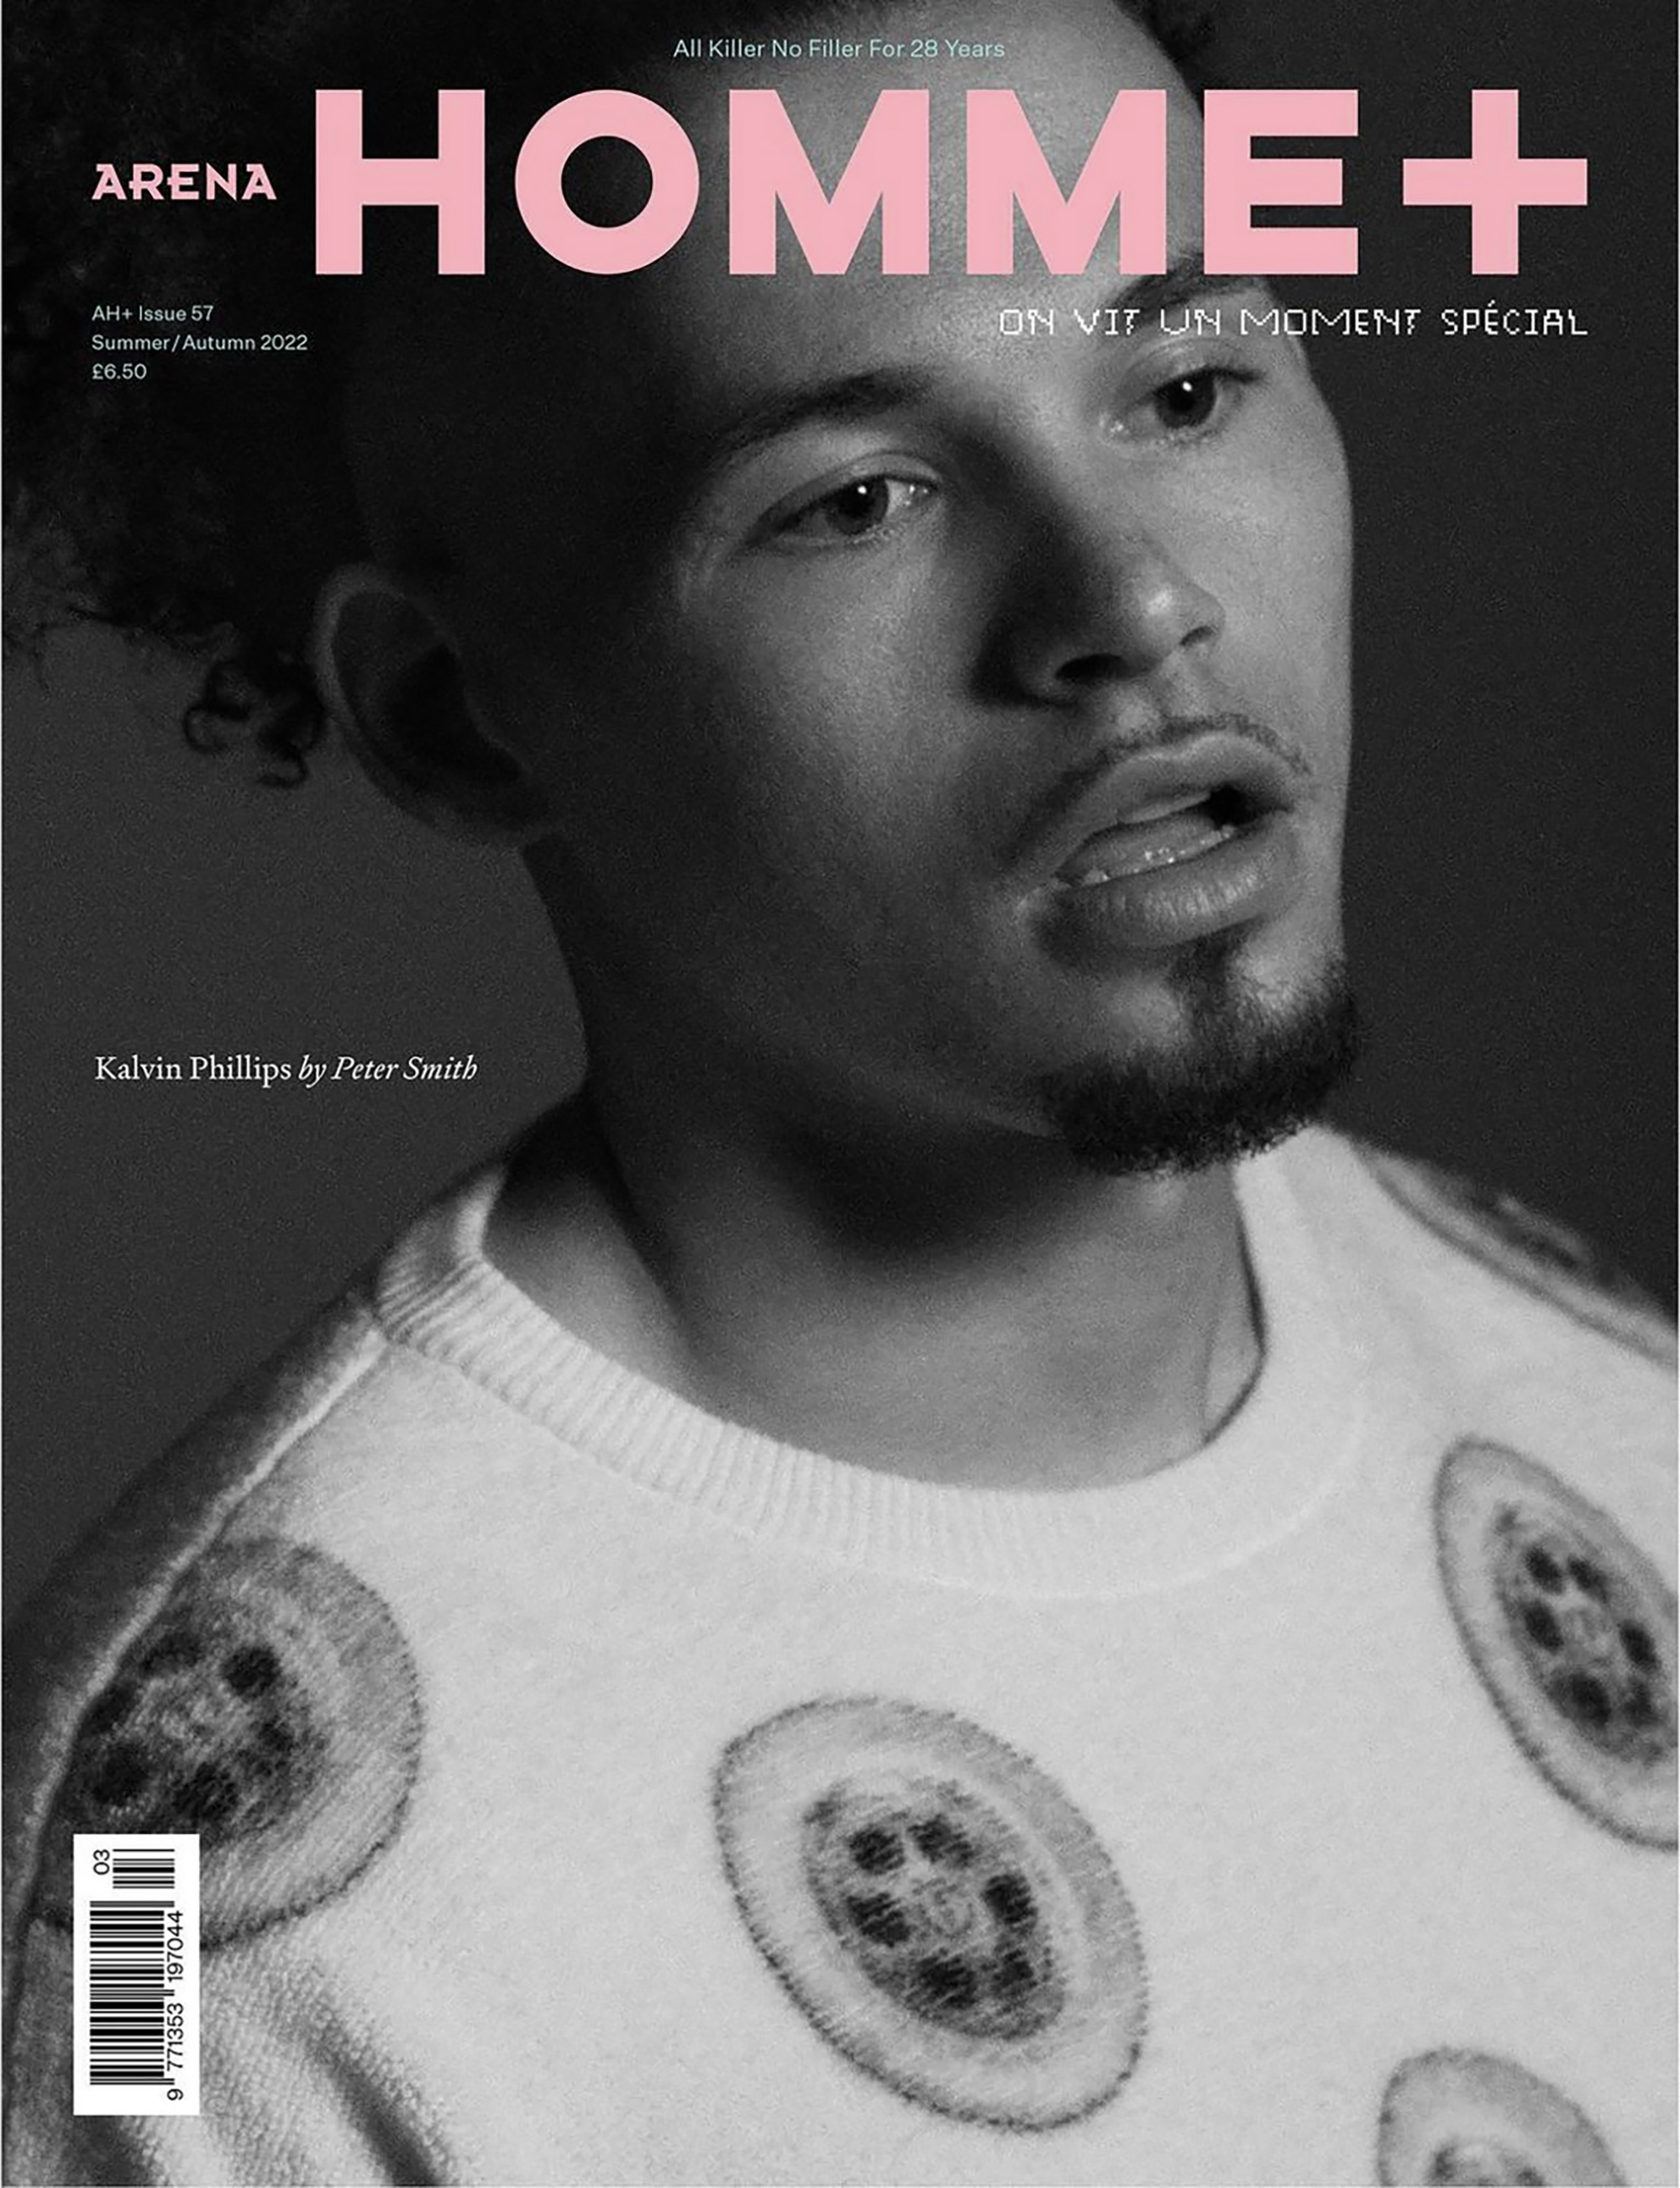 All Killer No Filler For 28 Years
ARENA HOMME+
AH+ Issue 57
Summer/Autumn 2022
£6.50
ON VIT UN MOMENT SPÉCIAL
Kalvin Phillips by Peter Smith
03
9 771353 197044